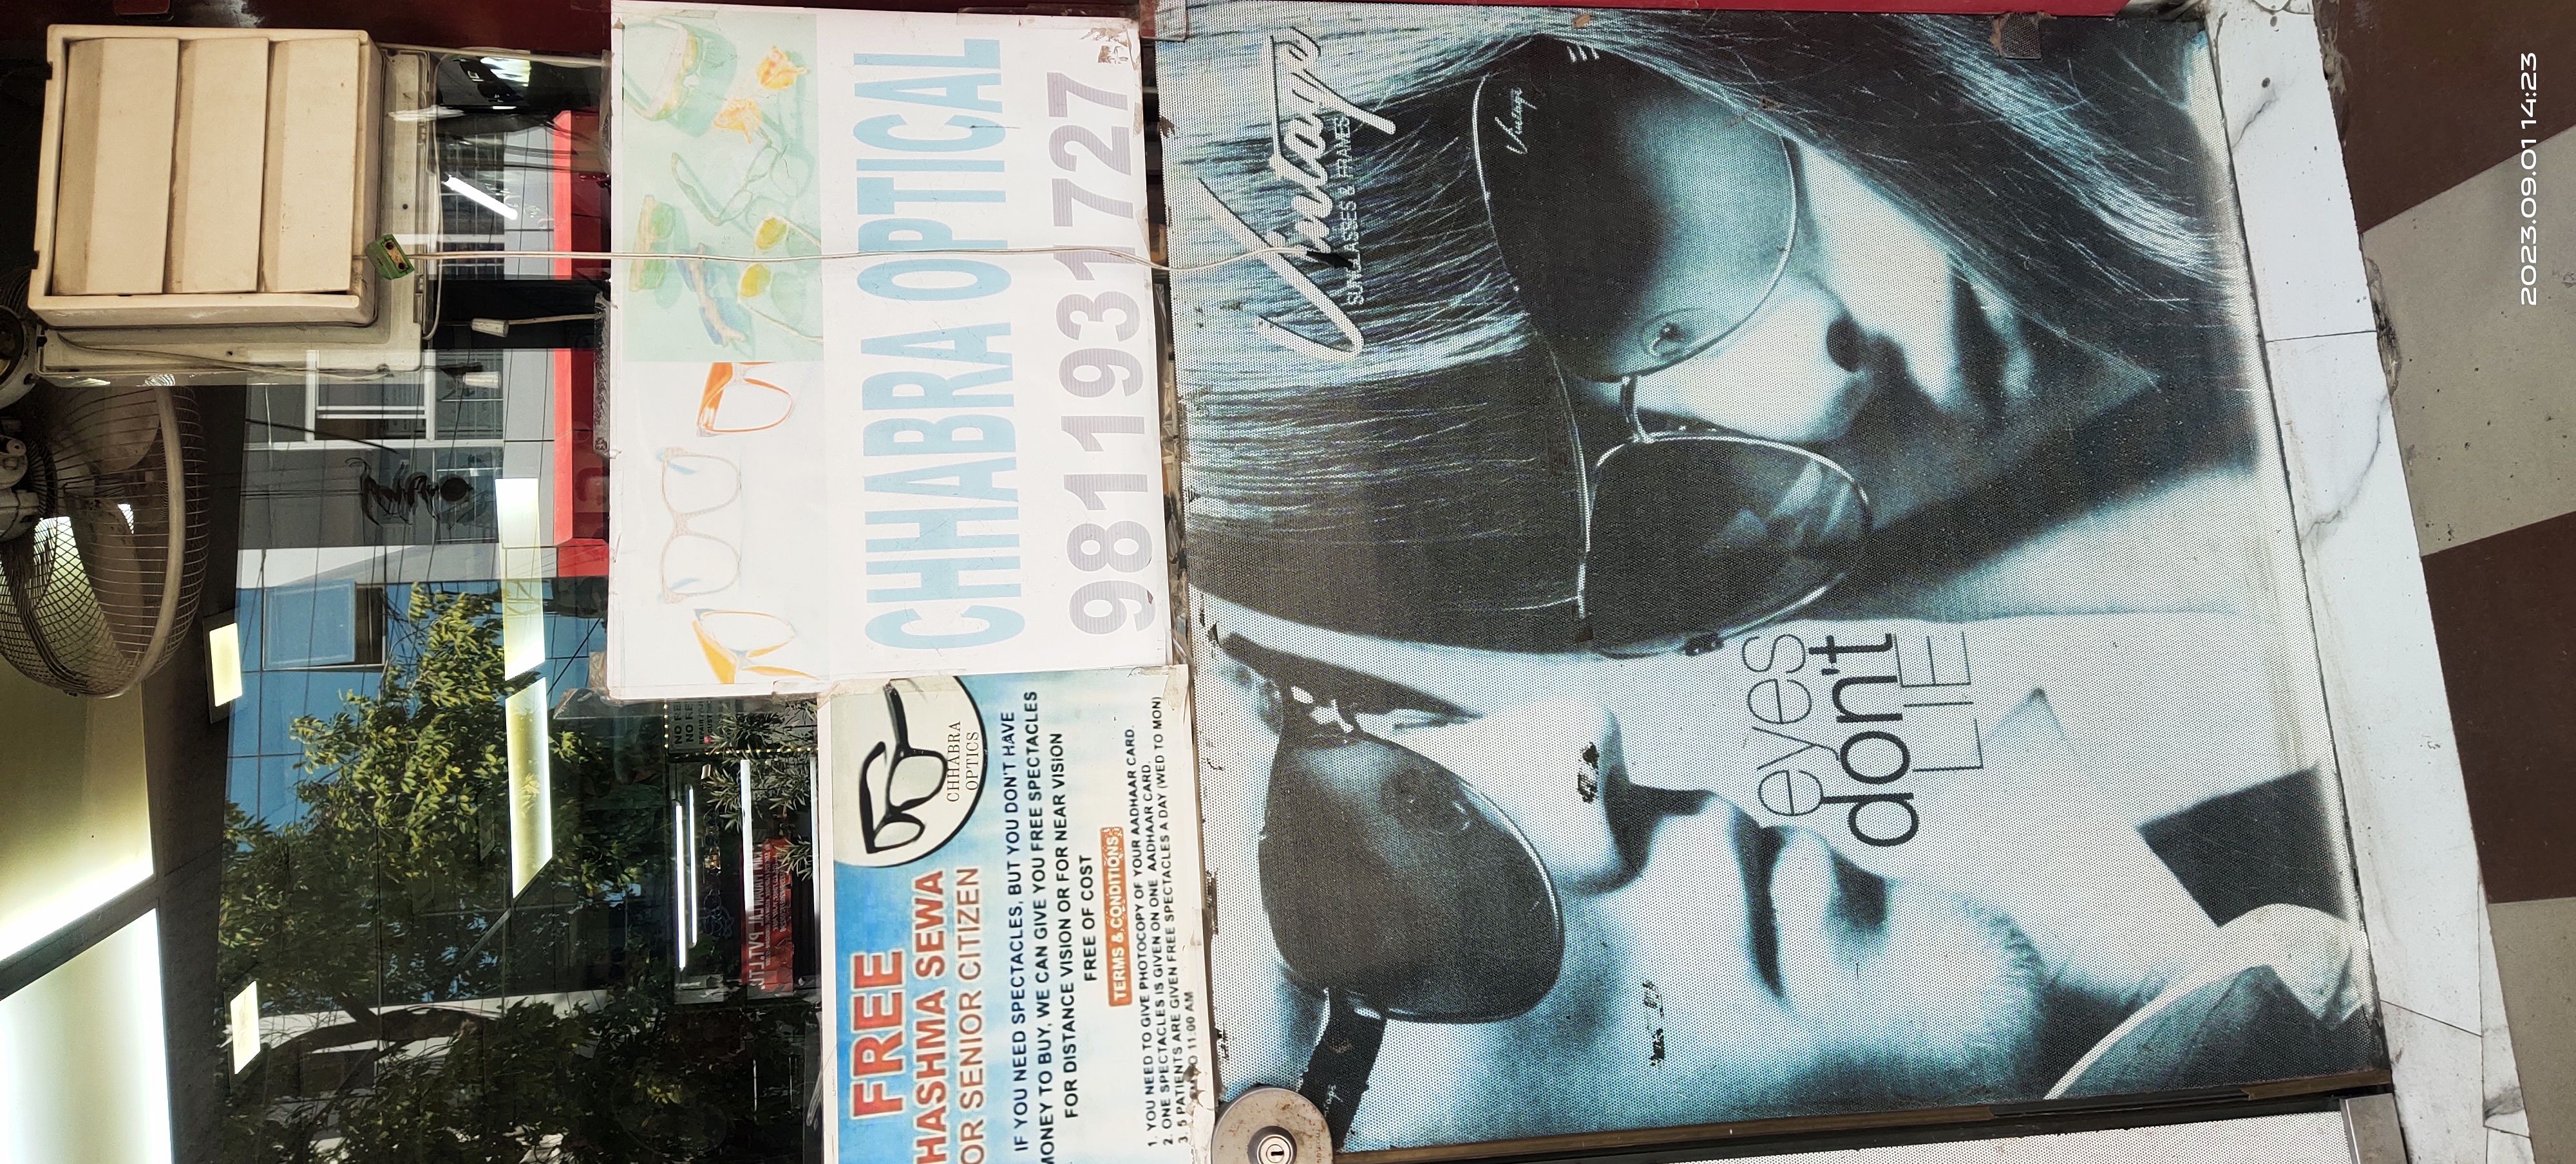 CHHABRA OPTICAL
9811931727
CHHABRA
OPTICS
FREE
HASHMA SEWA
OR SENIOR CITIZEN
IF YOU NEED SPECTACLES, BUT YOU DON'T HAVE
MONEY TO BUY, WE CAN GIVE YOU FREE SPECTACLES
FOR DISTANCE VISION OR FOR NEAR VISION
FREE OF COST
TERMS & CONDITIONS:
1. YOU NEED TO GIVE PHOTOCOPY OF YOUR AADHAAR CARD.
2. ONE SPECTACLES IS GIVEN ON ONE AADHAAR CARD.
3. 5 PATIENTS ARE GIVEN FREE SPECTACLES A DAY (WED TO MON)
11:00 AM
Vintage
SUNGLASSES & FRAMES
Vintage
eyes
don't
LIE
2023.09.01 14:23